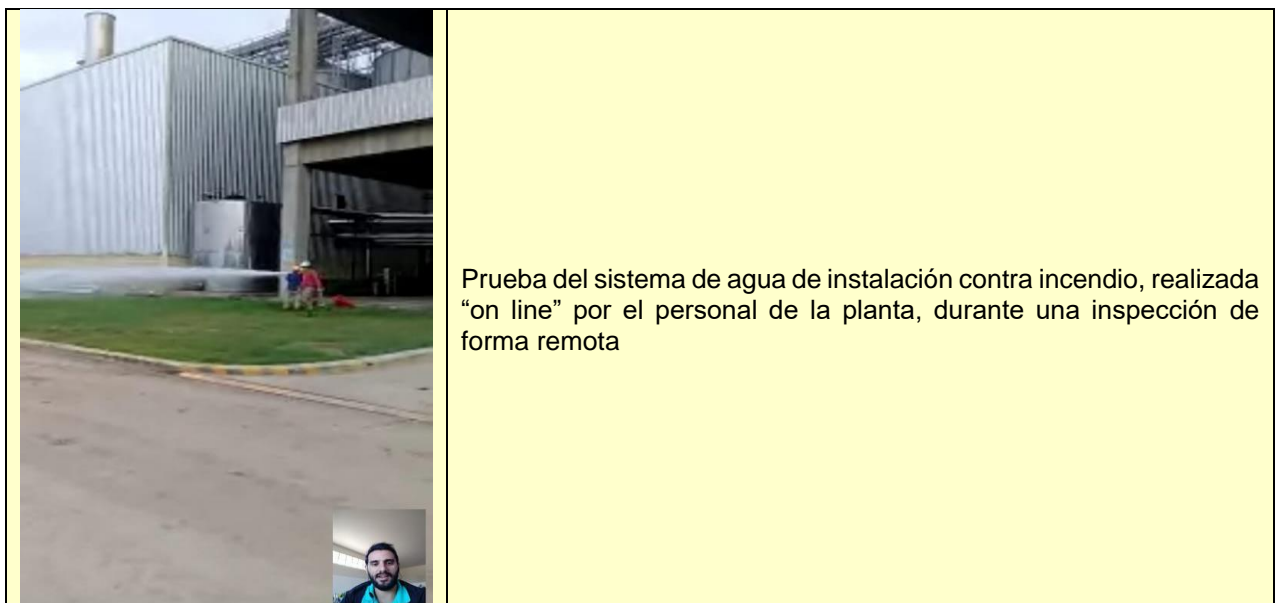 Prueba del sistema de agua de instalación contra incendio, realizada
“on line” por el personal de la planta, durante una inspección de
forma remota